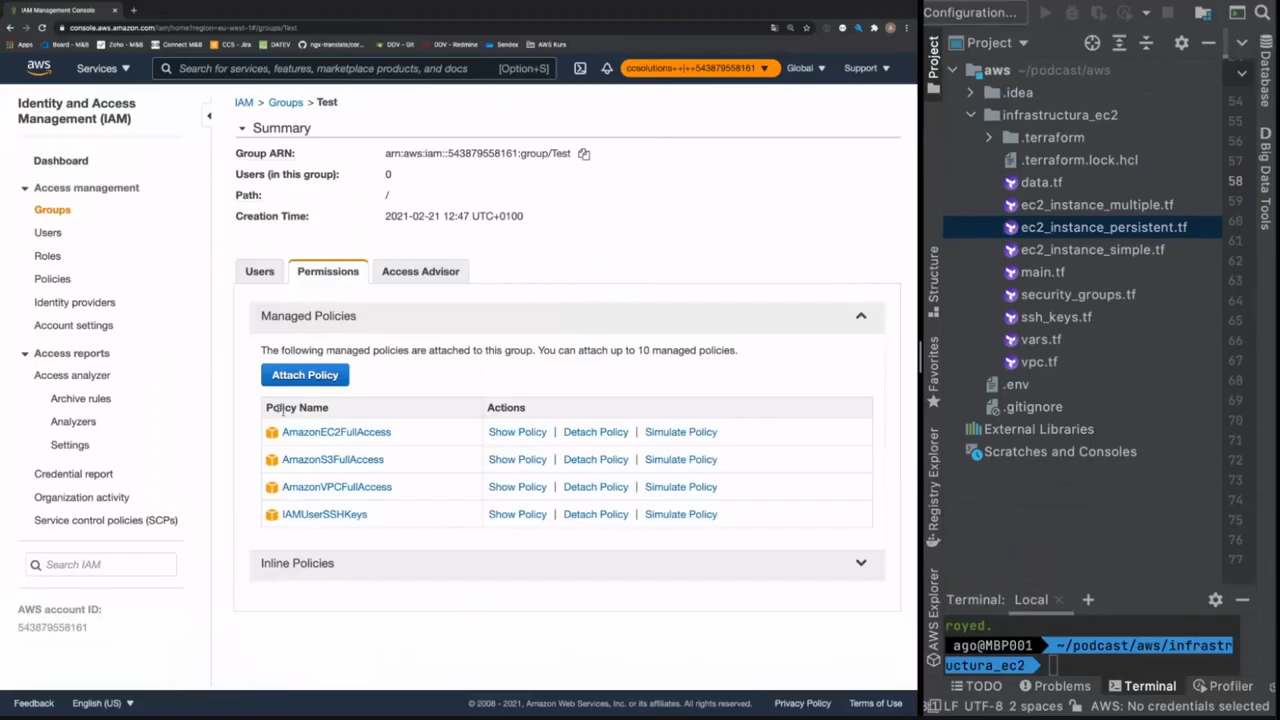 IAM Management Console
console.aws.amazon.com/iam/home?region=eu-west-1#/groups/Test
Apps
Board - M&B
Zoho - M&B
Connect M&B
CCS - Jira
DATEV
ngx-translate/cer...
DDV - Git
DDV - Redmine
Sendex
AWS Kurs
aws
Services
Search for services, features, marketplace products, and docs
[Option+S]
ccsolutions++|++543879558161
Global
Support
Identity and Access
Management (IAM)
Dashboard
Access management
Groups
Users
Roles
Policies
Identity providers
Account settings
Access reports
Access analyzer
Archive rules
Analyzers
Settings
Credential report
Organization activity
Service control policies (SCPs)
Search IAM
AWS account ID:
543879558161
IAM > Groups > Test
Summary
Group ARN: arn:aws:iam::543879558161:group/Test
Users (in this group): 0
Path: /
Creation Time: 2021-02-21 12:47 UTC+0100
Users
Permissions
Access Advisor
Managed Policies
The following managed policies are attached to this group. You can attach up to 10 managed policies.
Attach Policy
Policy Name Actions
AmazonEC2FullAccess Show Policy | Detach Policy | Simulate Policy
AmazonS3FullAccess Show Policy | Detach Policy | Simulate Policy
AmazonVPCFullAccess Show Policy | Detach Policy | Simulate Policy
IAMUserSSHKeys Show Policy | Detach Policy | Simulate Policy
Inline Policies
Feedback
English (US)
© 2008 - 2021, Amazon Web Services, Inc. or its affiliates. All rights reserved.
Privacy Policy
Terms of Use
Configuration...
Project
Structure
Favorites
Registry Explorer
AWS Explorer
Project
aws ~/podcast/aws
.idea
infrastructura_ec2
.terraform
.terraform.lock.hcl
data.tf
ec2_instance_multiple.tf
ec2_instance_persistent.tf
ec2_instance_simple.tf
main.tf
security_groups.tf
ssh_keys.tf
vars.tf
vpc.tf
.env
.gitignore
External Libraries
Scratches and Consoles
54
55
56
57
58
59
60
61
62
63
64
65
66
67
68
69
70
71
72
73
74
75
76
77
Database
Big Data Tools
Terminal: Local
royed.
ago@MBP001 ~/podcast/aws/infrastr
uctura_ec2
TODO
Problems
Terminal
Profiler
LF UTF-8 2 spaces AWS: No credentials selected